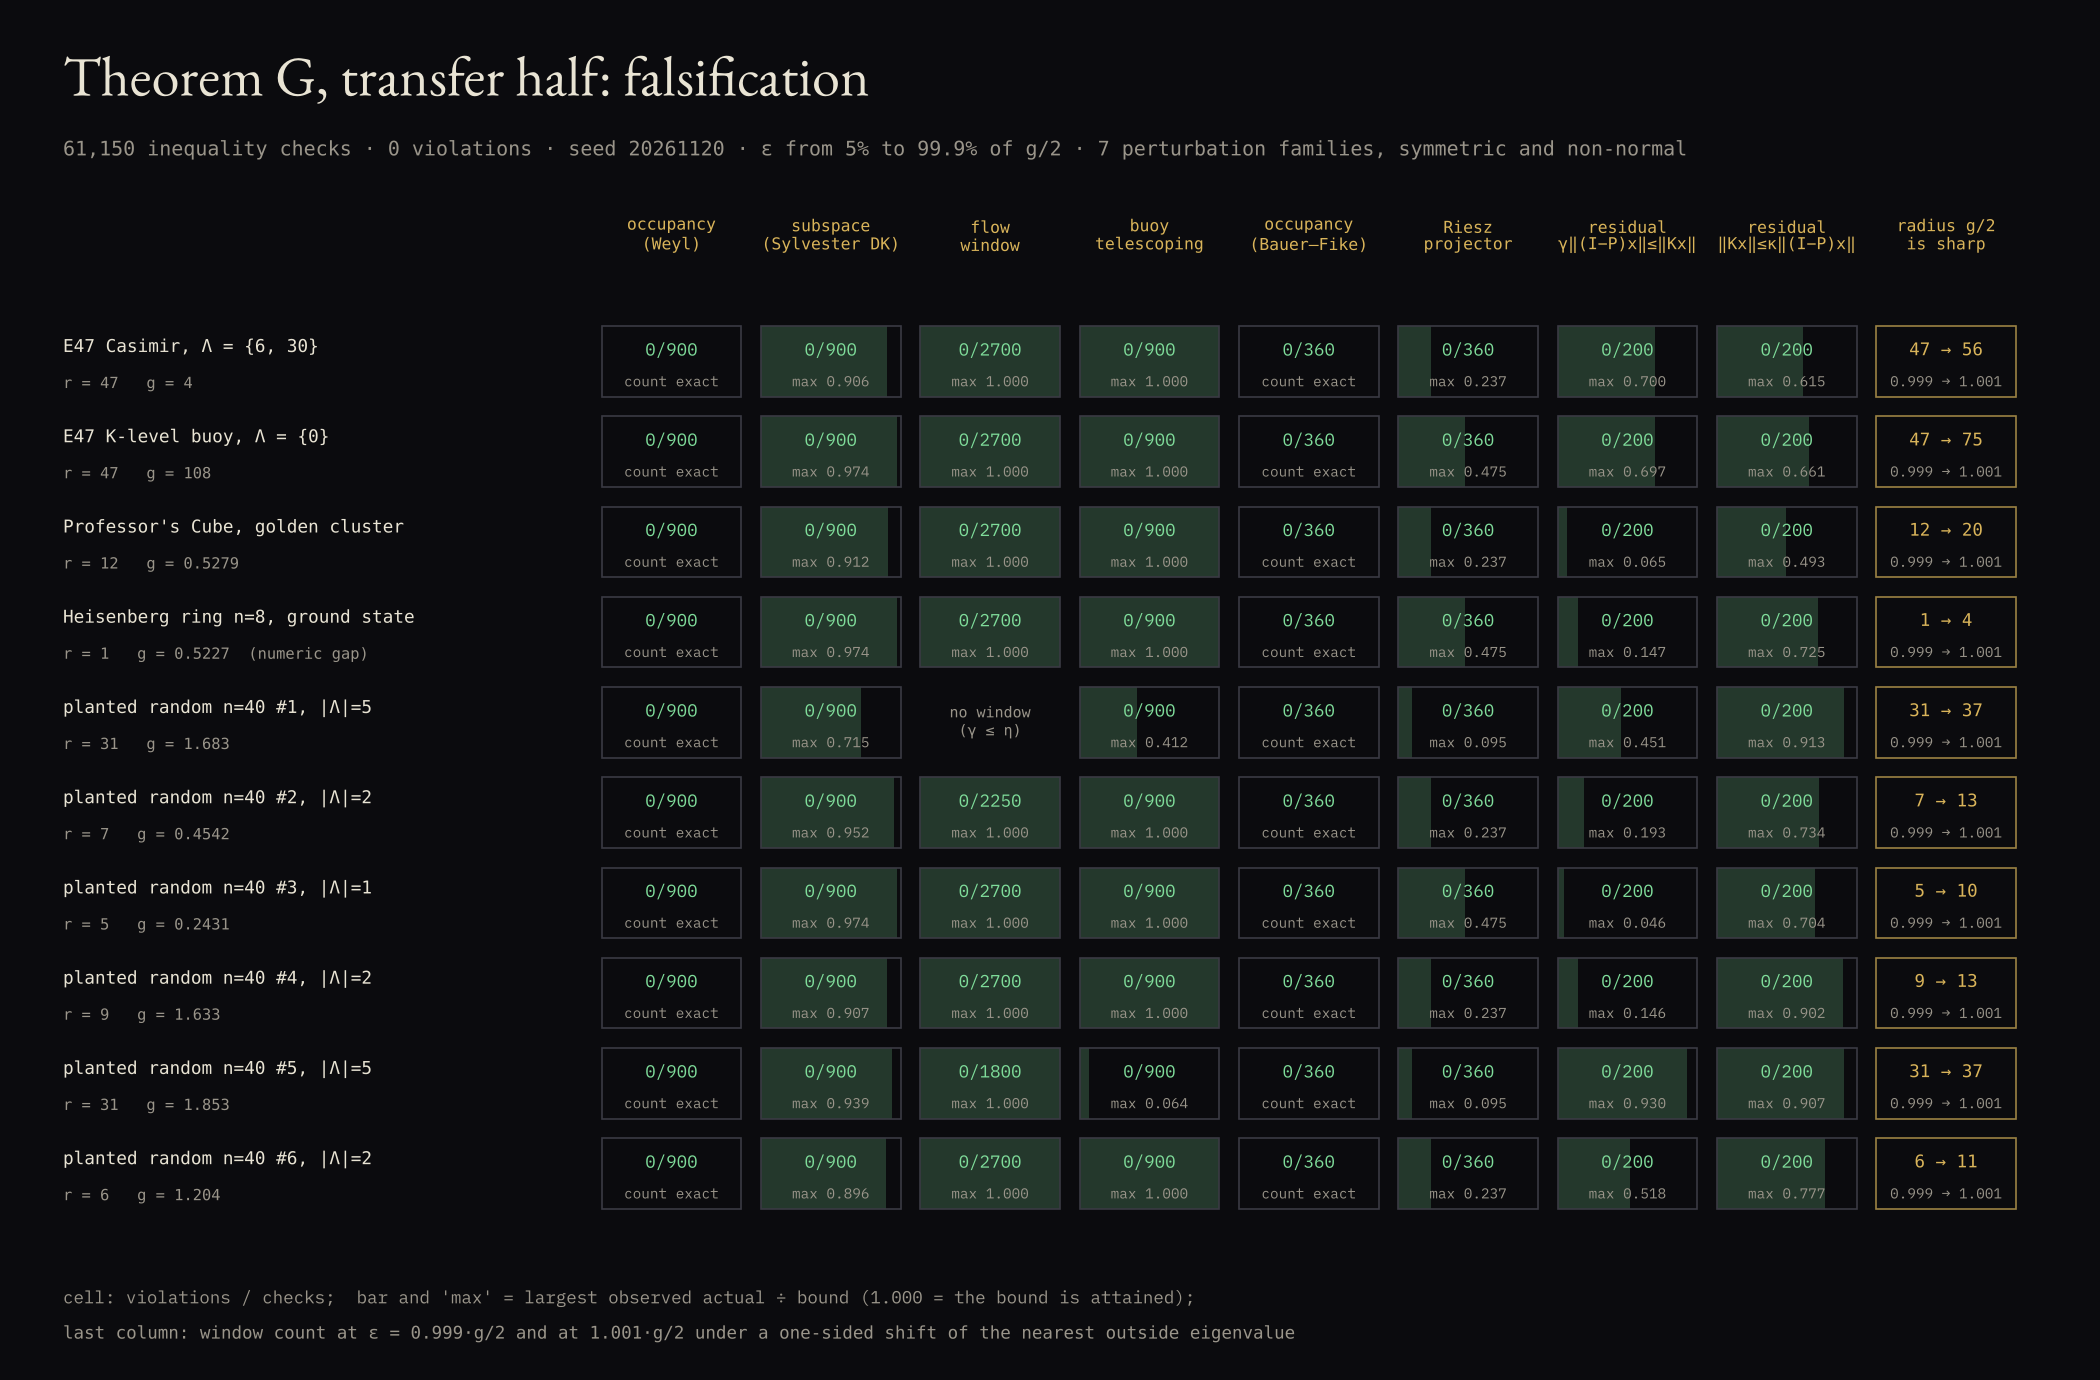 Theorem G, transfer half: falsification
61,150 inequality checks · 0 violations · seed 20261120 · ε from 5% to 99.9% of g/2 · 7 perturbation families, symmetric and non-normal
occupancy subspace flow buoy occupancy Riesz residual residual radius g/2
(Weyl) (Sylvester DK) window telescoping (Bauer–Fike) projector γ‖(I−P)x‖≤‖Kx‖ ‖Kx‖≤κ‖(I−P)x‖ is sharp
E47 Casimir, Λ = {6, 30} 0/900 0/900 0/2700 0/900 0/360 0/360 0/200 0/200 47 → 56
r = 47 g = 4 count exact max 0.906 max 1.000 max 1.000 count exact max 0.237 max 0.700 max 0.615 0.999 → 1.001
E47 K-level buoy, Λ = {0} 0/900 0/900 0/2700 0/900 0/360 0/360 0/200 0/200 47 → 75
r = 47 g = 108 count exact max 0.974 max 1.000 max 1.000 count exact max 0.475 max 0.697 max 0.661 0.999 → 1.001
Professor's Cube, golden cluster 0/900 0/900 0/2700 0/900 0/360 0/360 0/200 0/200 12 → 20
r = 12 g = 0.5279 count exact max 0.912 max 1.000 max 1.000 count exact max 0.237 max 0.065 max 0.493 0.999 → 1.001
Heisenberg ring n=8, ground state 0/900 0/900 0/2700 0/900 0/360 0/360 0/200 0/200 1 → 4
r = 1 g = 0.5227 (numeric gap) count exact max 0.974 max 1.000 max 1.000 count exact max 0.475 max 0.147 max 0.725 0.999 → 1.001
planted random n=40 #1, |Λ|=5 0/900 0/900 no window 0/900 0/360 0/360 0/200 0/200 31 → 37
r = 31 g = 1.683 count exact max 0.715 (γ ≤ η) max 0.412 count exact max 0.095 max 0.451 max 0.913 0.999 → 1.001
planted random n=40 #2, |Λ|=2 0/900 0/900 0/2250 0/900 0/360 0/360 0/200 0/200 7 → 13
r = 7 g = 0.4542 count exact max 0.952 max 1.000 max 1.000 count exact max 0.237 max 0.193 max 0.734 0.999 → 1.001
planted random n=40 #3, |Λ|=1 0/900 0/900 0/2700 0/900 0/360 0/360 0/200 0/200 5 → 10
r = 5 g = 0.2431 count exact max 0.974 max 1.000 max 1.000 count exact max 0.475 max 0.046 max 0.704 0.999 → 1.001
planted random n=40 #4, |Λ|=2 0/900 0/900 0/2700 0/900 0/360 0/360 0/200 0/200 9 → 13
r = 9 g = 1.633 count exact max 0.907 max 1.000 max 1.000 count exact max 0.237 max 0.146 max 0.902 0.999 → 1.001
planted random n=40 #5, |Λ|=5 0/900 0/900 0/1800 0/900 0/360 0/360 0/200 0/200 31 → 37
r = 31 g = 1.853 count exact max 0.939 max 1.000 max 0.064 count exact max 0.095 max 0.930 max 0.907 0.999 → 1.001
planted random n=40 #6, |Λ|=2 0/900 0/900 0/2700 0/900 0/360 0/360 0/200 0/200 6 → 11
r = 6 g = 1.204 count exact max 0.896 max 1.000 max 1.000 count exact max 0.237 max 0.518 max 0.777 0.999 → 1.001
cell: violations / checks; bar and 'max' = largest observed actual ÷ bound (1.000 = the bound is attained);
last column: window count at ε = 0.999·g/2 and at 1.001·g/2 under a one-sided shift of the nearest outside eigenvalue